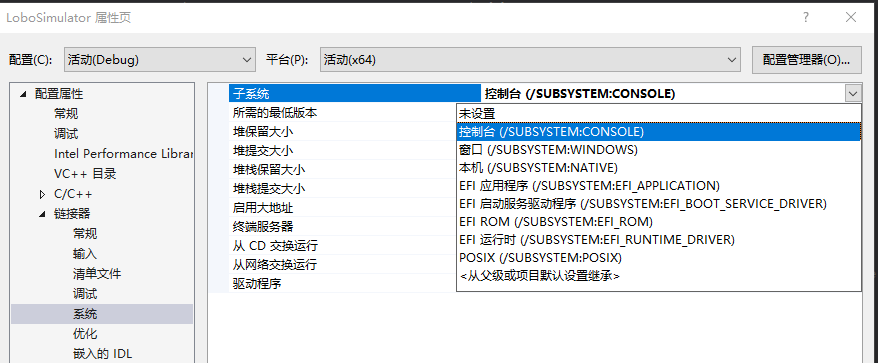 LoboSimulator 属性页
配置(C): 活动(Debug) 平台(P): 活动(x64) 配置管理器(O)...
配置属性
常规
调试
Intel Performance Librar
VC++ 目录
C/C++
链接器
常规
输入
清单文件
调试
系统
优化
嵌入的 IDL
子系统 控制台 (/SUBSYSTEM:CONSOLE)
所需的最低版本
堆保留大小
堆提交大小
堆栈保留大小
堆栈提交大小
启用大地址
终端服务器
从 CD 交换运行
从网络交换运行
驱动程序
未设置
控制台 (/SUBSYSTEM:CONSOLE)
窗口 (/SUBSYSTEM:WINDOWS)
本机 (/SUBSYSTEM:NATIVE)
EFI 应用程序 (/SUBSYSTEM:EFI_APPLICATION)
EFI 启动服务驱动程序 (/SUBSYSTEM:EFI_BOOT_SERVICE_DRIVER)
EFI ROM (/SUBSYSTEM:EFI_ROM)
EFI 运行时 (/SUBSYSTEM:EFI_RUNTIME_DRIVER)
POSIX (/SUBSYSTEM:POSIX)
<从父级或项目默认设置继承>